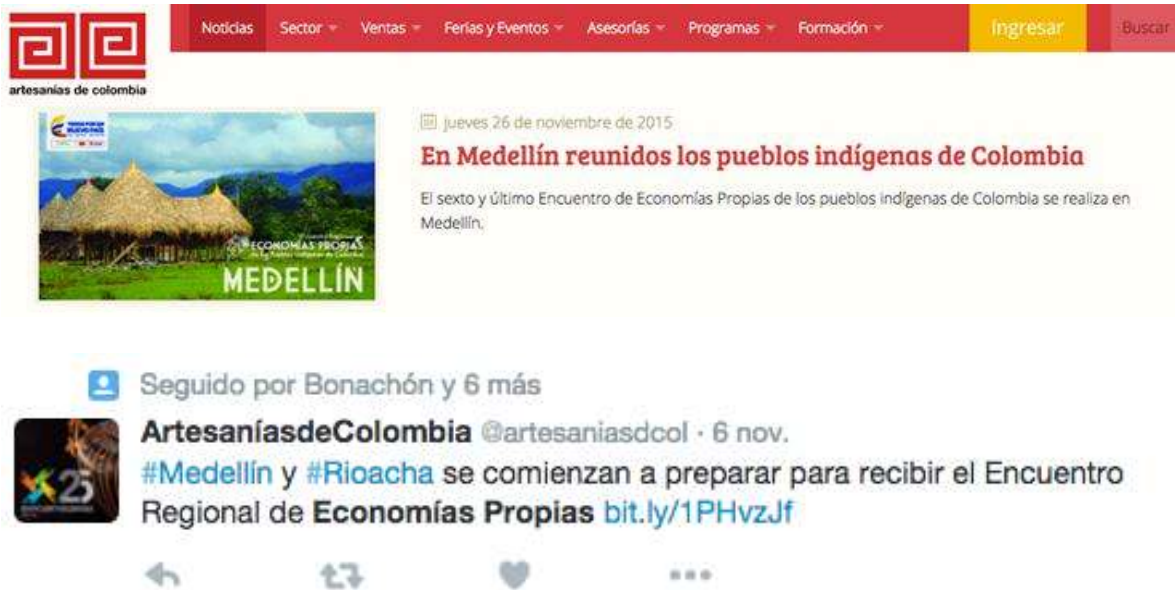 Noticias Sector Ventas Ferias y Eventos Asesorías Programas Formación Ingresar Buscar
artesanías de colombia
jueves 26 de noviembre de 2015
En Medellín reunidos los pueblos indígenas de Colombia
El sexto y último Encuentro de Economías Propias de los pueblos indígenas de Colombia se realiza en
Medellín.
ECONOMÍAS PROPIAS
MEDELLÍN
Seguido por Bonachón y 6 más
ArtesaníasdeColombia @artesaniasdcol · 6 nov.
#Medellín y #Rioacha se comienzan a preparar para recibir el Encuentro
Regional de Economías Propias bit.ly/1PHvzJf
25